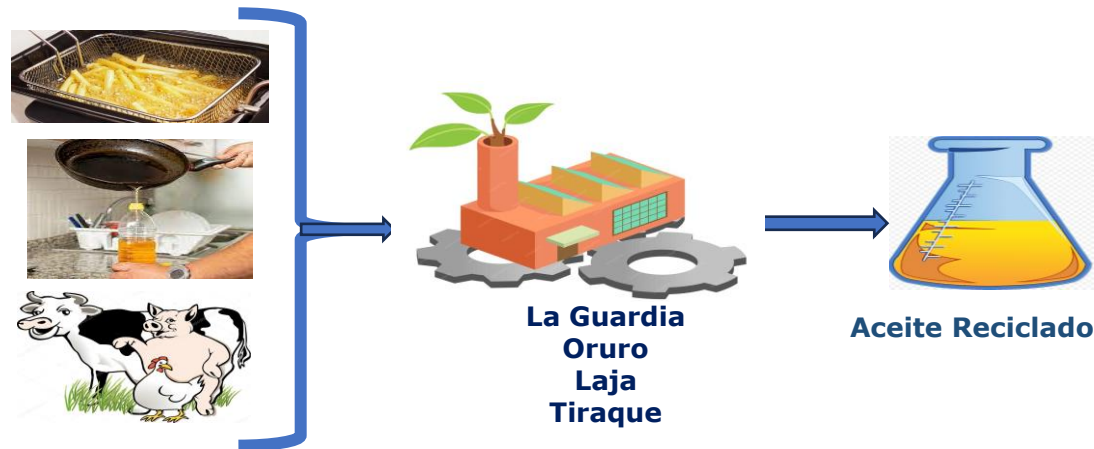 La Guardia
Oruro
Laja
Tiraque
Aceite Reciclado